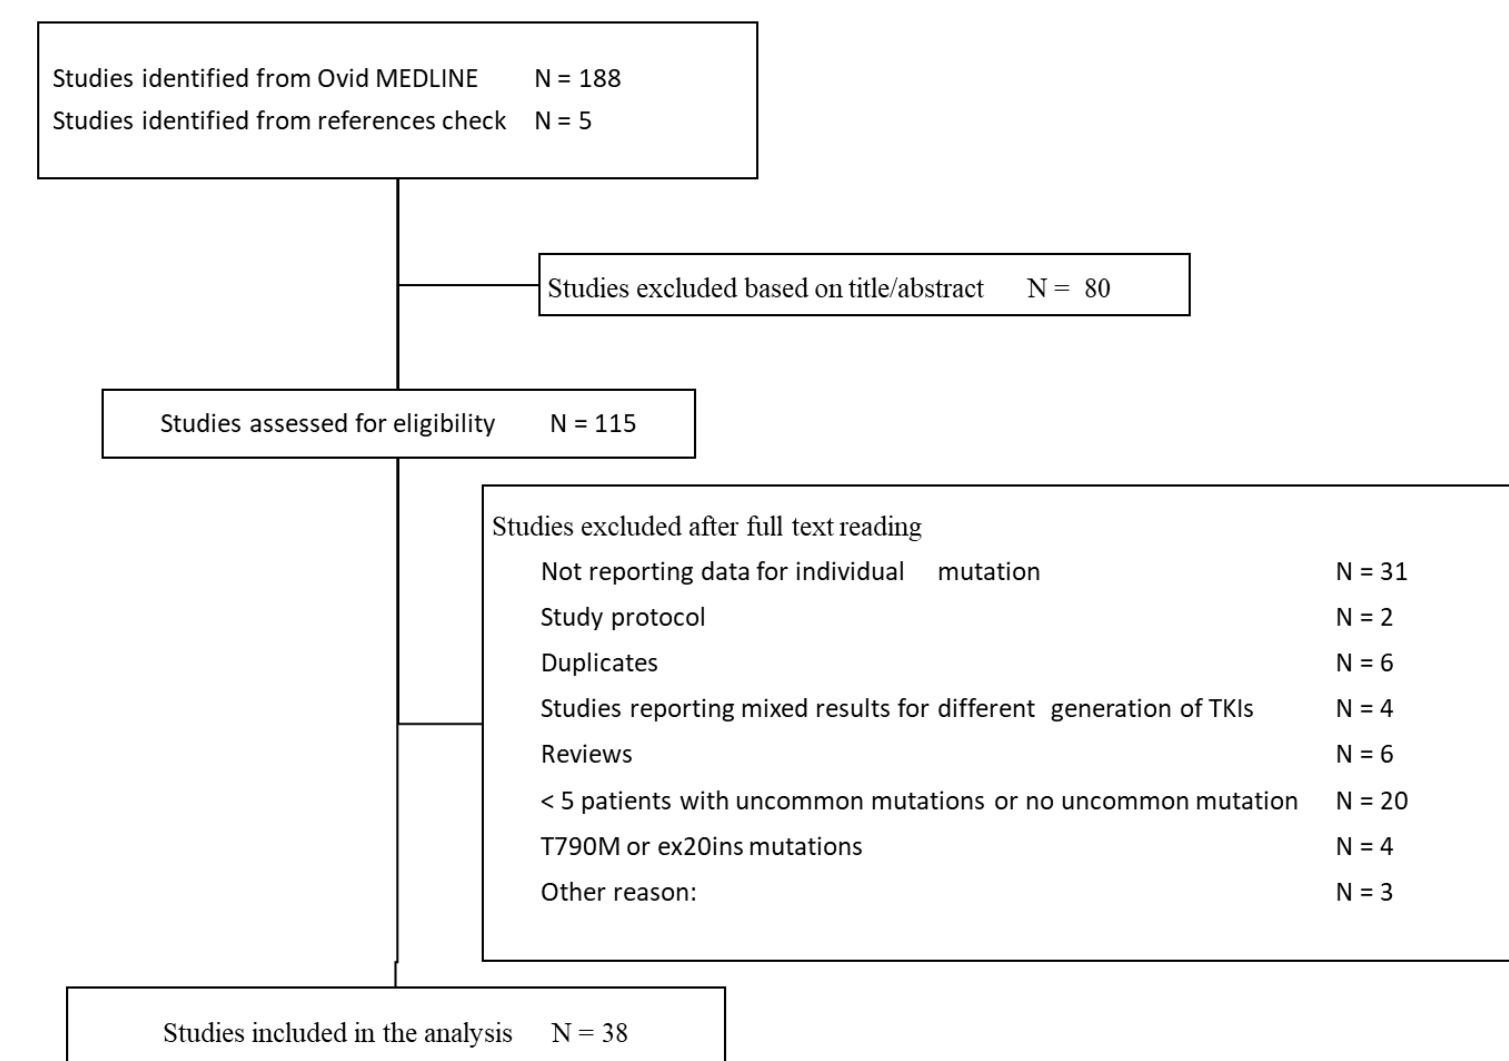 Studies identified from Ovid MEDLINE N = 188
Studies identified from references check N = 5
Studies excluded based on title/abstract N = 80
Studies assessed for eligibility N = 115
Studies excluded after full text reading
Not reporting data for individual mutation N = 31
Study protocol N = 2
Duplicates N = 6
Studies reporting mixed results for different generation of TKIs N = 4
Reviews N = 6
< 5 patients with uncommon mutations or no uncommon mutation N = 20
T790M or ex20ins mutations N = 4
Other reason: N = 3
Studies included in the analysis N = 38